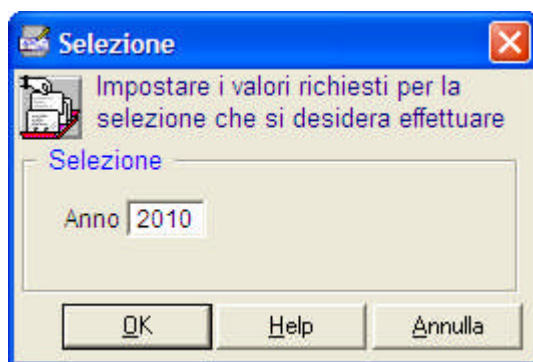 Selezione
Impostare i valori richiesti per la
selezione che si desidera effettuare
Selezione
Anno 2010
OK Help Annulla